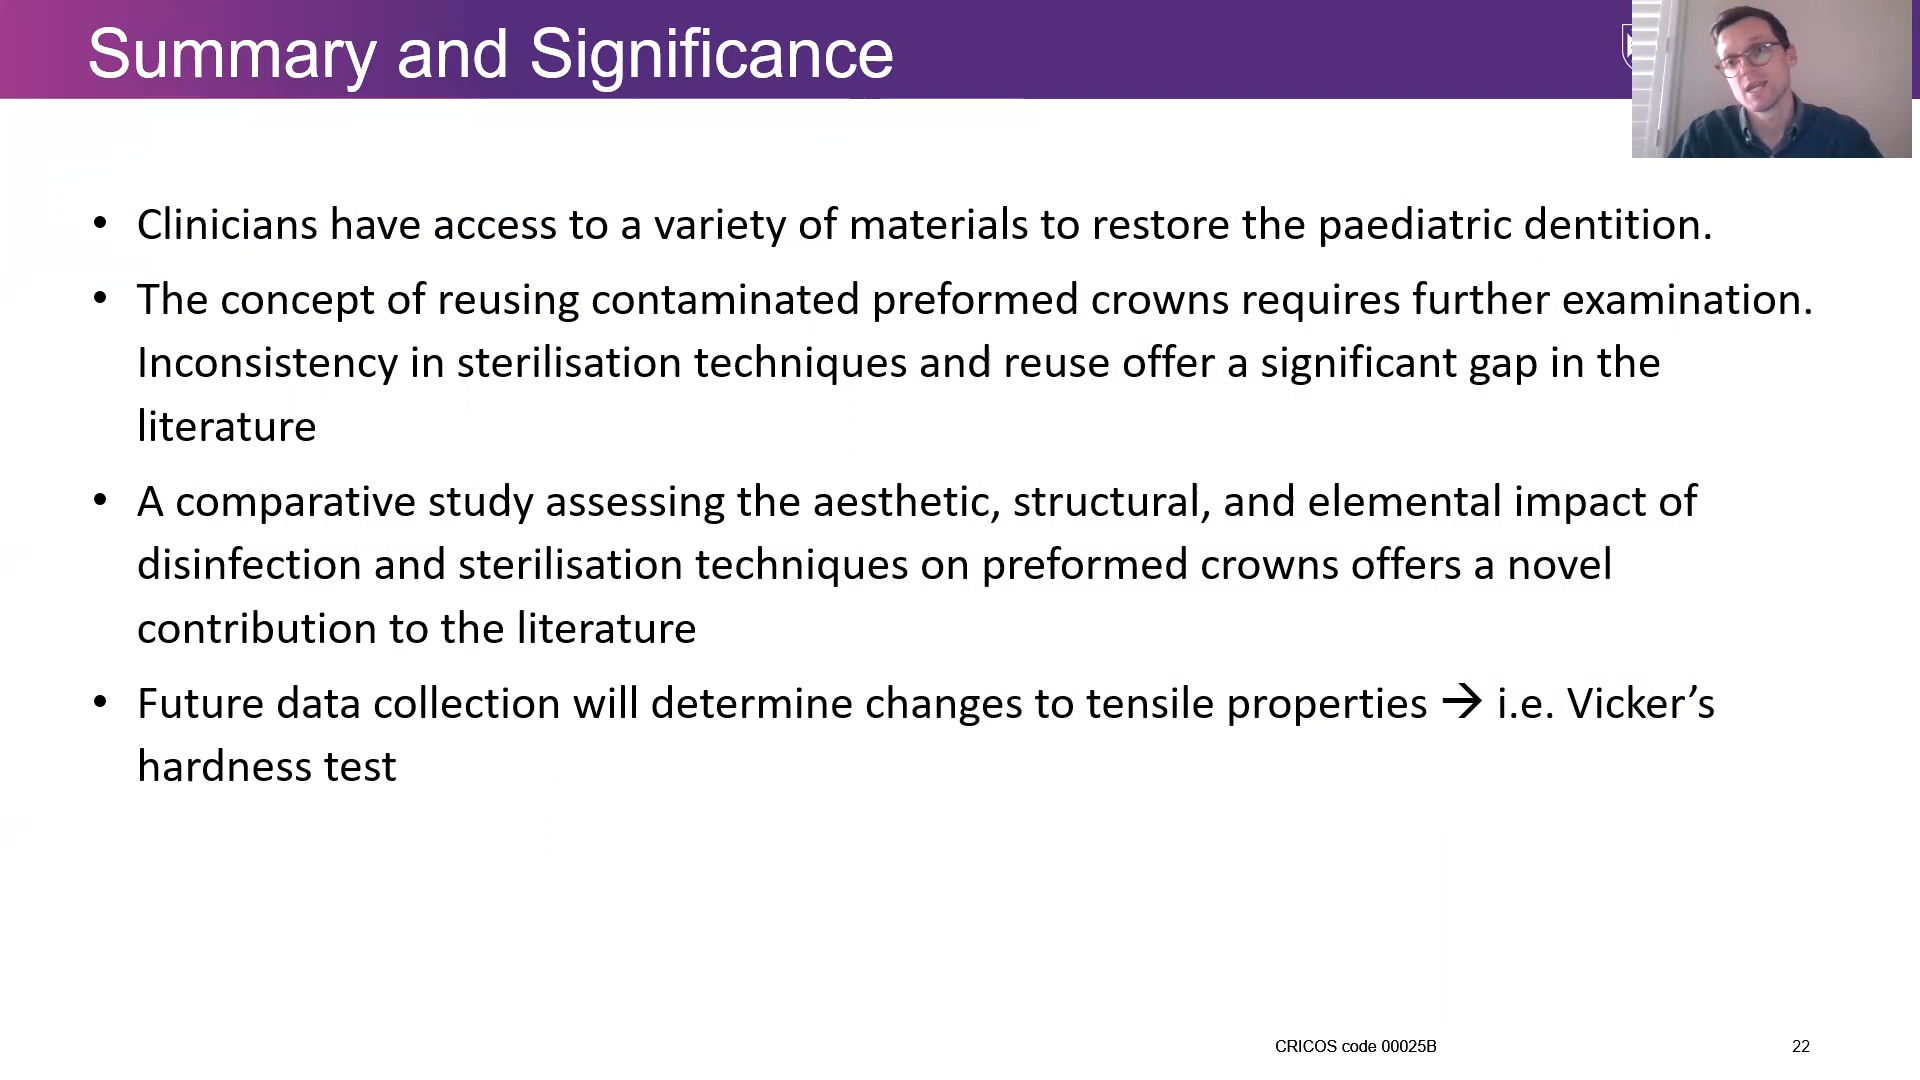 Summary and Significance
• Clinicians have access to a variety of materials to restore the paediatric dentition.
• The concept of reusing contaminated preformed crowns requires further examination.
Inconsistency in sterilisation techniques and reuse offer a significant gap in the
literature
• A comparative study assessing the aesthetic, structural, and elemental impact of
disinfection and sterilisation techniques on preformed crowns offers a novel
contribution to the literature
• Future data collection will determine changes to tensile properties → i.e. Vicker’s
hardness test
CRICOS code 00025B
22